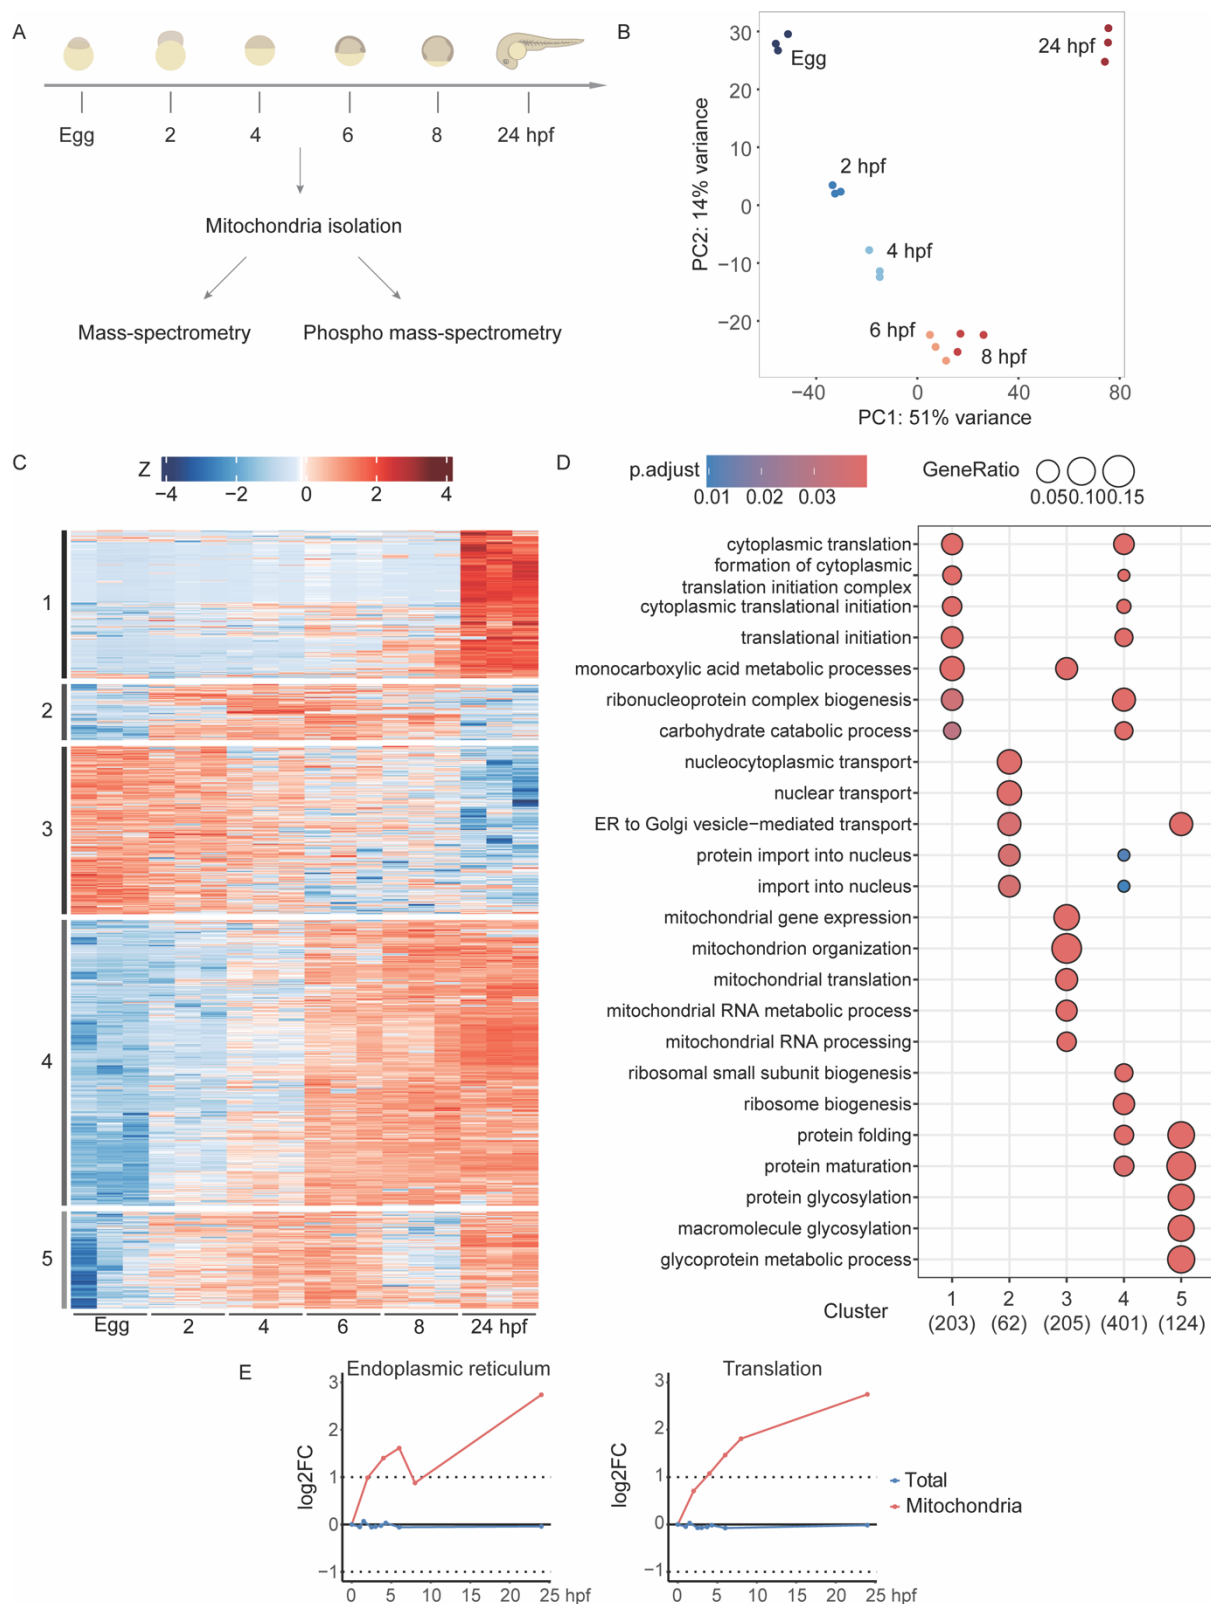 A
Egg 2 4 6 8 24 hpf
Mitochondria isolation
Mass-spectrometry Phospho mass-spectrometry
B
30
20
10
0
−10
−20
−40 0 40 80
PC2: 14% variance
PC1: 51% variance
Egg
24 hpf
2 hpf
4 hpf
6 hpf
8 hpf
C
Z
−4 −2 0 2 4
1
2
3
4
5
Egg 2 4 6 8 24 hpf
D
p.adjust
0.01 0.02 0.03
GeneRatio
0.05 0.10 0.15
cytoplasmic translation
formation of cytoplasmic
translation initiation complex
cytoplasmic translational initiation
translational initiation
monocarboxylic acid metabolic processes
ribonucleoprotein complex biogenesis
carbohydrate catabolic process
nucleocytoplasmic transport
nuclear transport
ER to Golgi vesicle−mediated transport
protein import into nucleus
import into nucleus
mitochondrial gene expression
mitochondrion organization
mitochondrial translation
mitochondrial RNA metabolic process
mitochondrial RNA processing
ribosomal small subunit biogenesis
ribosome biogenesis
protein folding
protein maturation
protein glycosylation
macromolecule glycosylation
glycoprotein metabolic process
Cluster
1 2 3 4 5
(203) (62) (205) (401) (124)
E
Endoplasmic reticulum
log2FC
3
2
1
0
−1
0 5 10 15 20 25 hpf
Translation
log2FC
3
2
1
0
−1
0 5 10 15 20 25 hpf
Total
Mitochondria